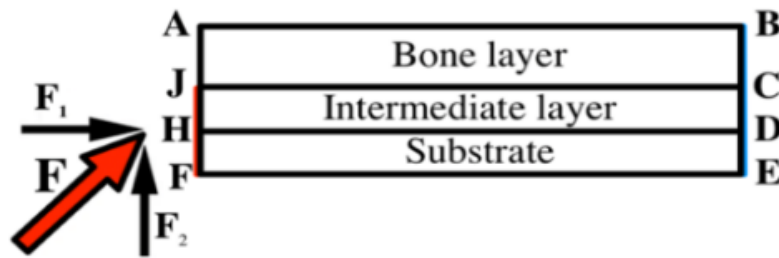 A B
Bone layer
J C
F₁ Intermediate layer
H D
Substrate
F F E
F₂